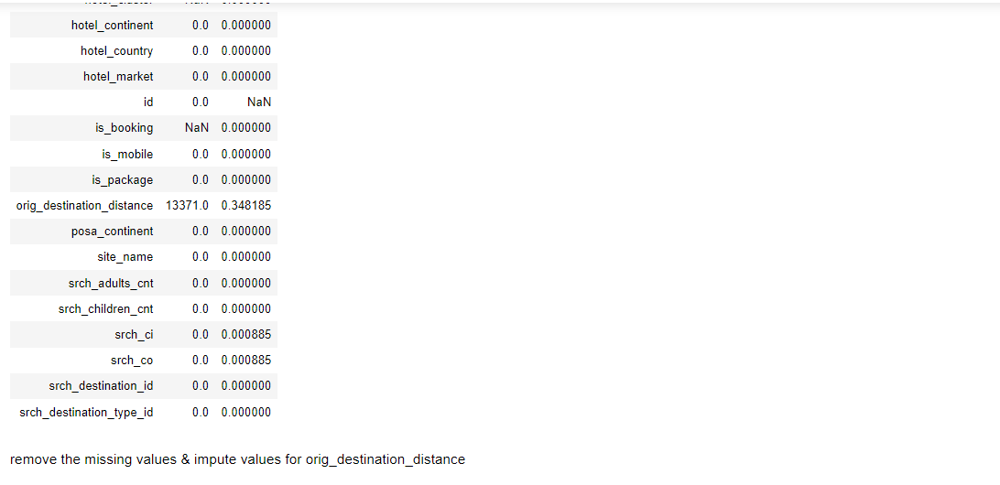 hotel_continent 0.0 0.000000
hotel_country 0.0 0.000000
hotel_market 0.0 0.000000
id 0.0 NaN
is_booking NaN 0.000000
is_mobile 0.0 0.000000
is_package 0.0 0.000000
orig_destination_distance 13371.0 0.348185
posa_continent 0.0 0.000000
site_name 0.0 0.000000
srch_adults_cnt 0.0 0.000000
srch_children_cnt 0.0 0.000000
srch_ci 0.0 0.000885
srch_co 0.0 0.000885
srch_destination_id 0.0 0.000000
srch_destination_type_id 0.0 0.000000
remove the missing values & impute values for orig_destination_distance